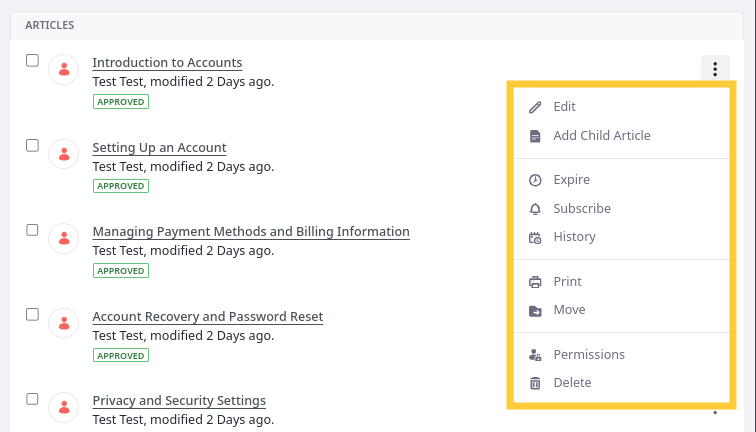 ARTICLES
Introduction to Accounts
Test Test, modified 2 Days ago.
APPROVED
Setting Up an Account
Test Test, modified 2 Days ago.
APPROVED
Managing Payment Methods and Billing Information
Test Test, modified 2 Days ago.
APPROVED
Account Recovery and Password Reset
Test Test, modified 2 Days ago.
APPROVED
Privacy and Security Settings
Test Test, modified 2 Days ago.
Edit
Add Child Article
Expire
Subscribe
History
Print
Move
Permissions
Delete